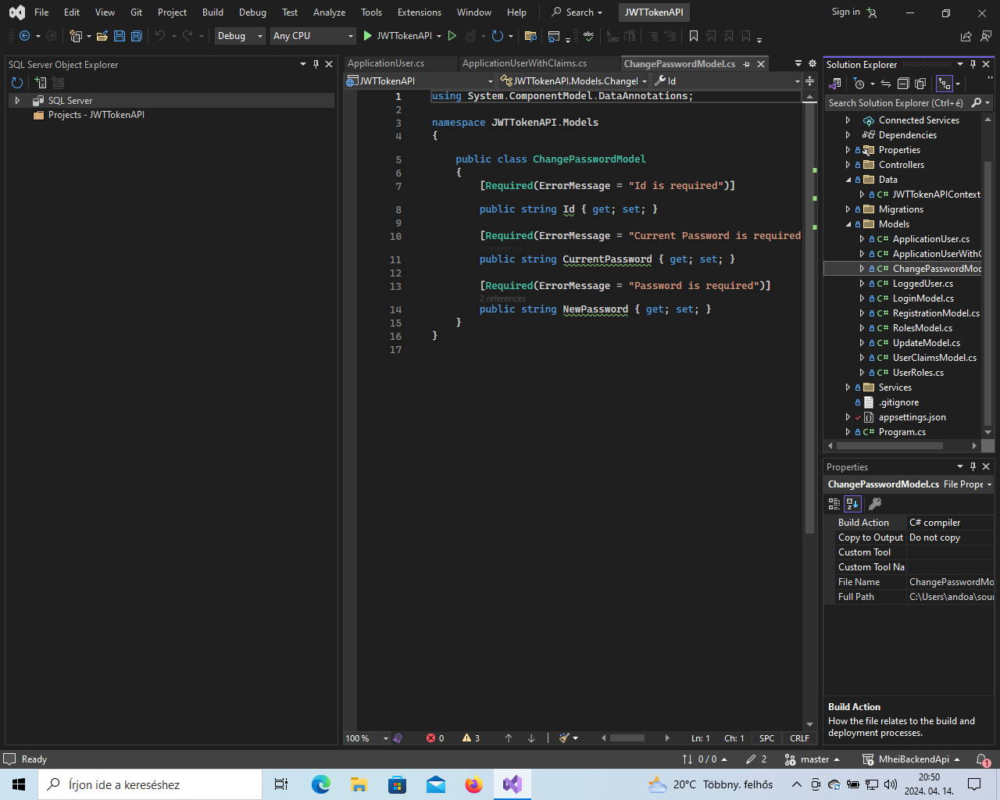 File Edit View Git Project Build Debug Test Analyze Tools Extensions Window Help Search JWTTokenAPI Sign in
Debug Any CPU JWTTokenAPI
SQL Server Object Explorer
SQL Server
Projects - JWTTokenAPI
ApplicationUser.cs ApplicationUserWithClaims.cs ChangePasswordModel.cs
JWTTokenAPI JWTTokenAPI.Models.Changel Id
1 using System.ComponentModel.DataAnnotations;
2
3 namespace JWTTokenAPI.Models
4 {
5 public class ChangePasswordModel
6 {
7 [Required(ErrorMessage = "Id is required")]
8 public string Id { get; set; }
9
10 [Required(ErrorMessage = "Current Password is required
1 reference
11 public string CurrentPassword { get; set; }
12
13 [Required(ErrorMessage = "Password is required")]
2 references
14 public string NewPassword { get; set; }
15 }
16 }
17
100 % 0 3 Ln: 1 Ch: 1 SPC CRLF
Solution Explorer
Search Solution Explorer (Ctrl+é)
Connected Services
Dependencies
Properties
Controllers
Data
C# JWTTokenAPIContext
Migrations
Models
C# ApplicationUser.cs
C# ApplicationUserWithC
C# ChangePasswordMod
C# LoggedUser.cs
C# LoginModel.cs
C# RegistrationModel.cs
C# RolesModel.cs
C# UpdateModel.cs
C# UserClaimsModel.cs
C# UserRoles.cs
Services
.gitignore
appsettings.json
C# Program.cs
Properties
ChangePasswordModel.cs File Prope
Build Action C# compiler
Copy to Output Do not copy
Custom Tool
Custom Tool Na
File Name ChangePasswordMo
Full Path C:\Users\andoa\sour
Build Action
How the file relates to the build and
deployment processes.
Ready 0 / 0 2 master MheiBackendApi 1
Írjon ide a kereséshez 20°C Többny. felhős 20:50
2024. 04. 14.